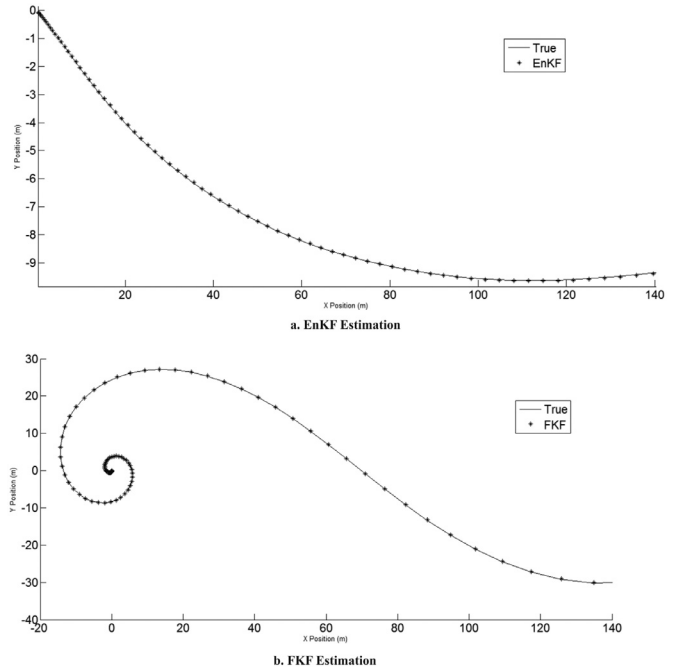 0
-1
-2
-3
-4
-5
-6
-7
-8
-9
Y Position (m)
True
EnKF
20 40 60 80 100 120 140
X Position (m)
a. EnKF Estimation
30
20
10
0
-10
-20
-30
-40
Y Position (m)
True
FKF
-20 0 20 40 60 80 100 120 140
X Position (m)
b. FKF Estimation